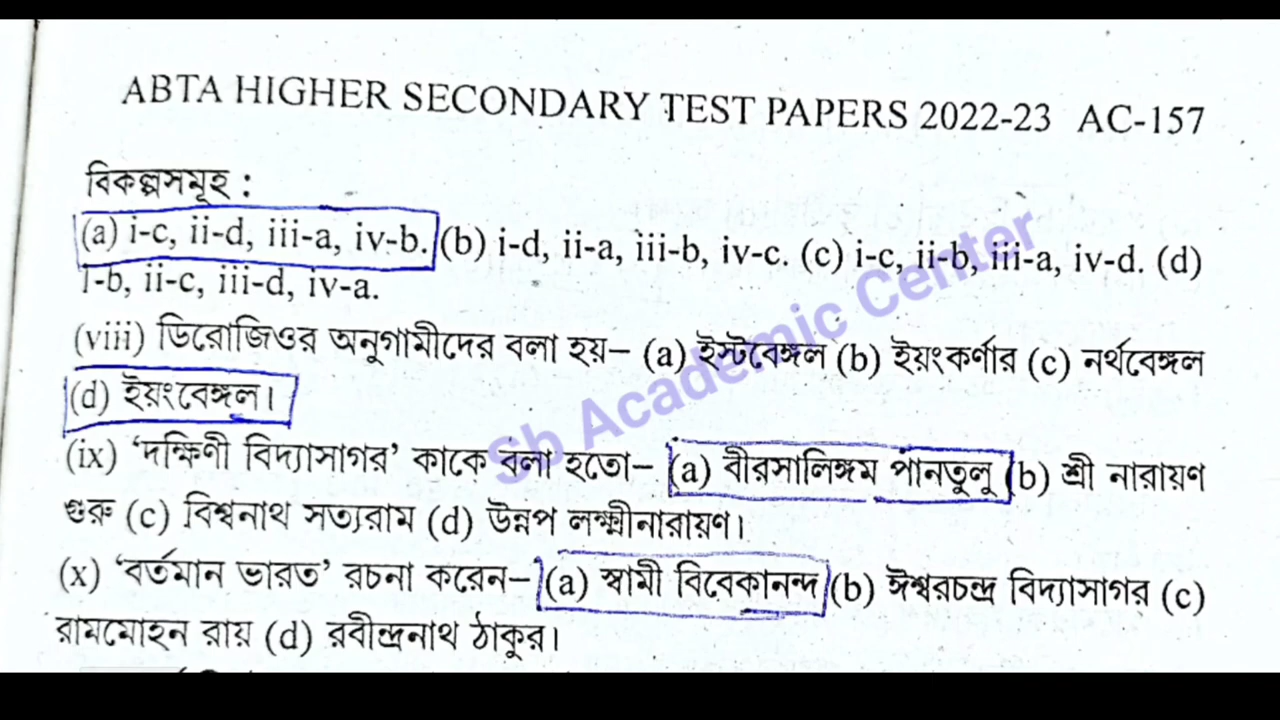 ABTA HIGHER SECONDARY TEST PAPERS 2022-23 AC-157
বিকল্পসমূহ :
(a) i-c, ii-d, iii-a, iv-b. (b) i-d, ii-a, iii-b, iv-c. (c) i-c, ii-b, iii-a, iv-d. (d)
i-b, ii-c, iii-d, iv-a.
(viii) ডিরোজিওর অনুগামীদের বলা হয়– (a) ইস্টবেঙ্গল (b) ইয়ংকর্ণার (c) নর্থবেঙ্গল
(d) ইয়ংবেঙ্গল।
(ix) ‘দক্ষিণী বিদ্যাসাগর’ কাকে বলা হতো– (a) বীরসালিঙ্গম পানতুলু (b) শ্রী নারায়ণ
গুরু (c) বিশ্বনাথ সত্যরাম (d) উন্নপ লক্ষ্মীনারায়ণ।
(x) ‘বর্তমান ভারত’ রচনা করেন– (a) স্বামী বিবেকানন্দ (b) ঈশ্বরচন্দ্র বিদ্যাসাগর (c)
রামমোহন রায় (d) রবীন্দ্রনাথ ঠাকুর।
Sb Academic Center